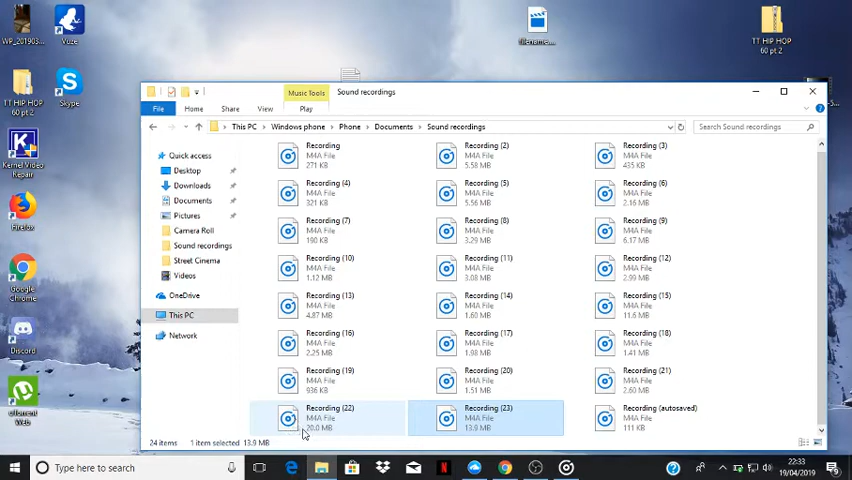 WP_201903...
Vuze
filename....
TT HIP HOP
60 pt 2
TT HIP HOP
60 pt 2
Skype
Kernel Video
Repair
Firefox
Google
Chrome
Discord
uTorrent
Web
Music Tools
Sound recordings
File
Home
Share
View
Play
This PC
Windows phone
Phone
Documents
Sound recordings
Search Sound recordings
Quick access
Desktop
Downloads
Documents
Pictures
Camera Roll
Sound recordings
Street Cinema
Videos
OneDrive
This PC
Network
Recording
M4A File
271 KB
Recording (2)
M4A File
5.58 MB
Recording (3)
M4A File
435 KB
Recording (4)
M4A File
321 KB
Recording (5)
M4A File
5.56 MB
Recording (6)
M4A File
2.16 MB
Recording (7)
M4A File
190 KB
Recording (8)
M4A File
3.29 MB
Recording (9)
M4A File
6.17 MB
Recording (10)
M4A File
1.12 MB
Recording (11)
M4A File
3.08 MB
Recording (12)
M4A File
2.99 MB
Recording (13)
M4A File
4.87 MB
Recording (14)
M4A File
1.60 MB
Recording (15)
M4A File
11.6 MB
Recording (16)
M4A File
2.25 MB
Recording (17)
M4A File
1.98 MB
Recording (18)
M4A File
1.41 MB
Recording (19)
M4A File
936 KB
Recording (20)
M4A File
1.51 MB
Recording (21)
M4A File
2.60 MB
Recording (22)
M4A File
20.0 MB
Recording (23)
M4A File
13.9 MB
Recording (autosaved)
M4A File
111 KB
24 items
1 item selected 13.9 MB
Type here to search
22:33
19/04/2019